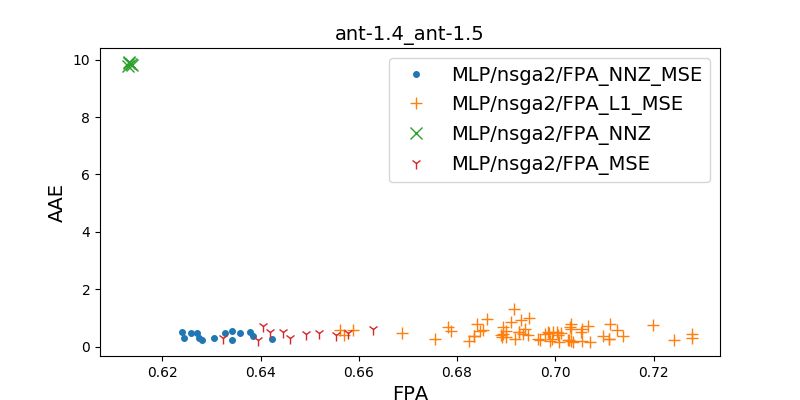 ant-1.4_ant-1.5
10
8
6
4
2
0
AAE
MLP/nsga2/FPA_NNZ_MSE
MLP/nsga2/FPA_L1_MSE
MLP/nsga2/FPA_NNZ
MLP/nsga2/FPA_MSE
0.62 0.64 0.66 0.68 0.70 0.72
FPA